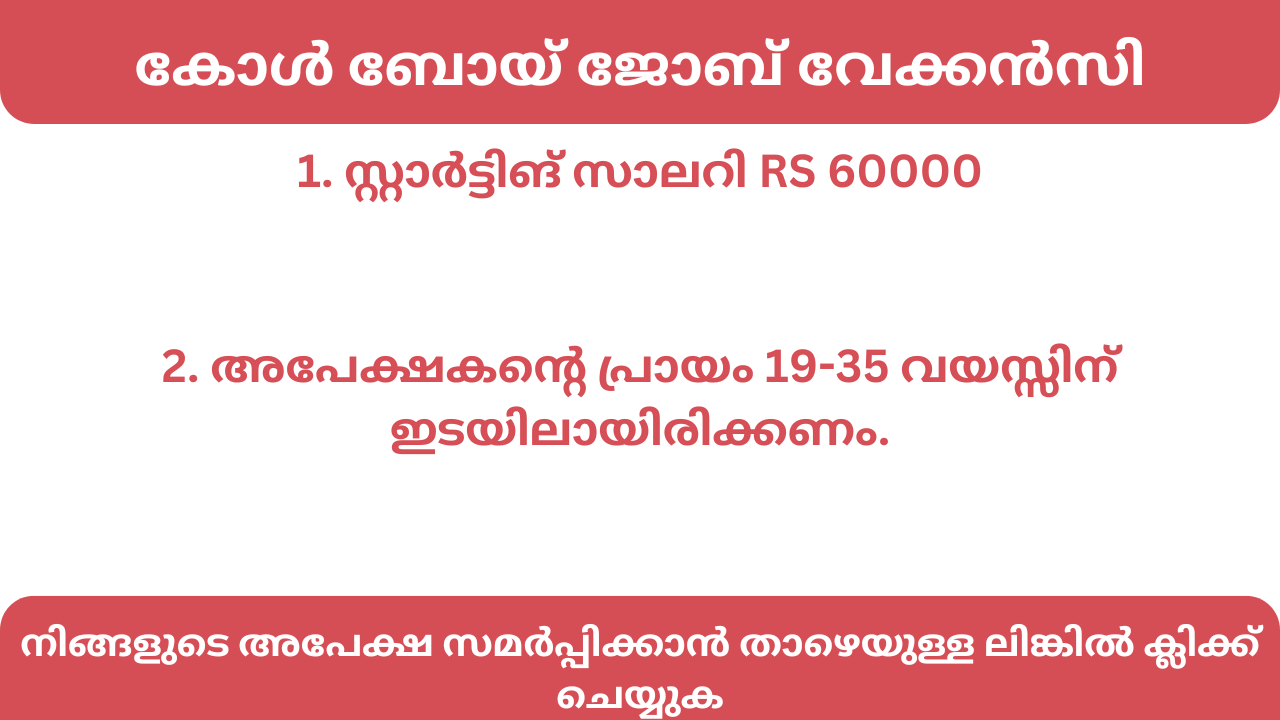 കോൾ ബോയ് ജോബ് വേക്കൻസി
1. സ്റ്റാർട്ടിങ് സാലറി RS 60000
2. അപേക്ഷകന്റെ പ്രായം 19-35 വയസ്സിന്
ഇടയിലായിരിക്കണം.
നിങ്ങളുടെ അപേക്ഷ സമർപ്പിക്കാൻ താഴെയുള്ള ലിങ്കിൽ ക്ലിക്ക്
ചെയ്യുക